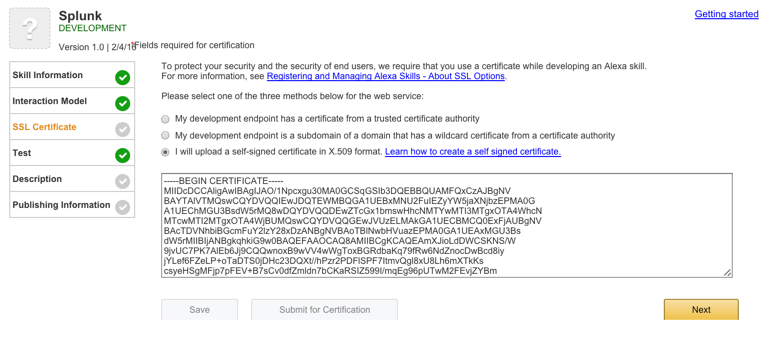 ?
Splunk
DEVELOPMENT
Version 1.0 | 2/4/16
*Fields required for certification
Getting started
Skill Information
Interaction Model
SSL Certificate
Test
Description
Publishing Information
To protect your security and the security of end users, we require that you use a certificate while developing an Alexa skill.
For more information, see Registering and Managing Alexa Skills - About SSL Options.
Please select one of the three methods below for the web service:
My development endpoint has a certificate from a trusted certificate authority
My development endpoint is a subdomain of a domain that has a wildcard certificate from a certificate authority
I will upload a self-signed certificate in X.509 format. Learn how to create a self signed certificate.
-----BEGIN CERTIFICATE-----
MIIDcDCCAligAwIBAgIJAO/1Npcxgu30MA0GCSqGSIb3DQEBBQUAMFQxCzAJBgNV
BAYTAlVTMQswCQYDVQQIEwJDQTEWMBQGA1UEBxMNU2FuIEZyYW5jaXNjbzEPMA0G
A1UEChMGU3BsdW5rMQ8wDQYDVQQDEwZTcGx1bmswHhcNMTYwMTI3MTgxOTA4WhcN
MTcwMTI2MTgxOTA4WjBUMQswCQYDVQQGEwJVUzELMAkGA1UECBMCQ0ExFjAUBgNV
BAcTDVNhbiBGcmFuY2lzY28xDzANBgNVBAoTBlNwbHVuazEPMA0GA1UEAxMGU3Bs
dW5rMIIBIjANBgkqhkiG9w0BAQEFAAOCAQ8AMIIBCgKCAQEAmXJioLdDWCSKNS/W
9jvUC7PK7AlEb6Jj9CQQwnoxB9wVV4wWgToxBGRdbaKq79fRw6NdZnocDwBcd8iy
jYLef6FZeLP+oTaDTS0jDHc23DQXt//hPzr2PDFlSPF7ItmvQgl8xU8Lh6mXTkKs
csyeHSgMFjp7pFEV+B7sCv0dfZmldn7bCKaRSIZ599I/mqEg96pUTwM2FEvjZYBm
Save
Submit for Certification
Next